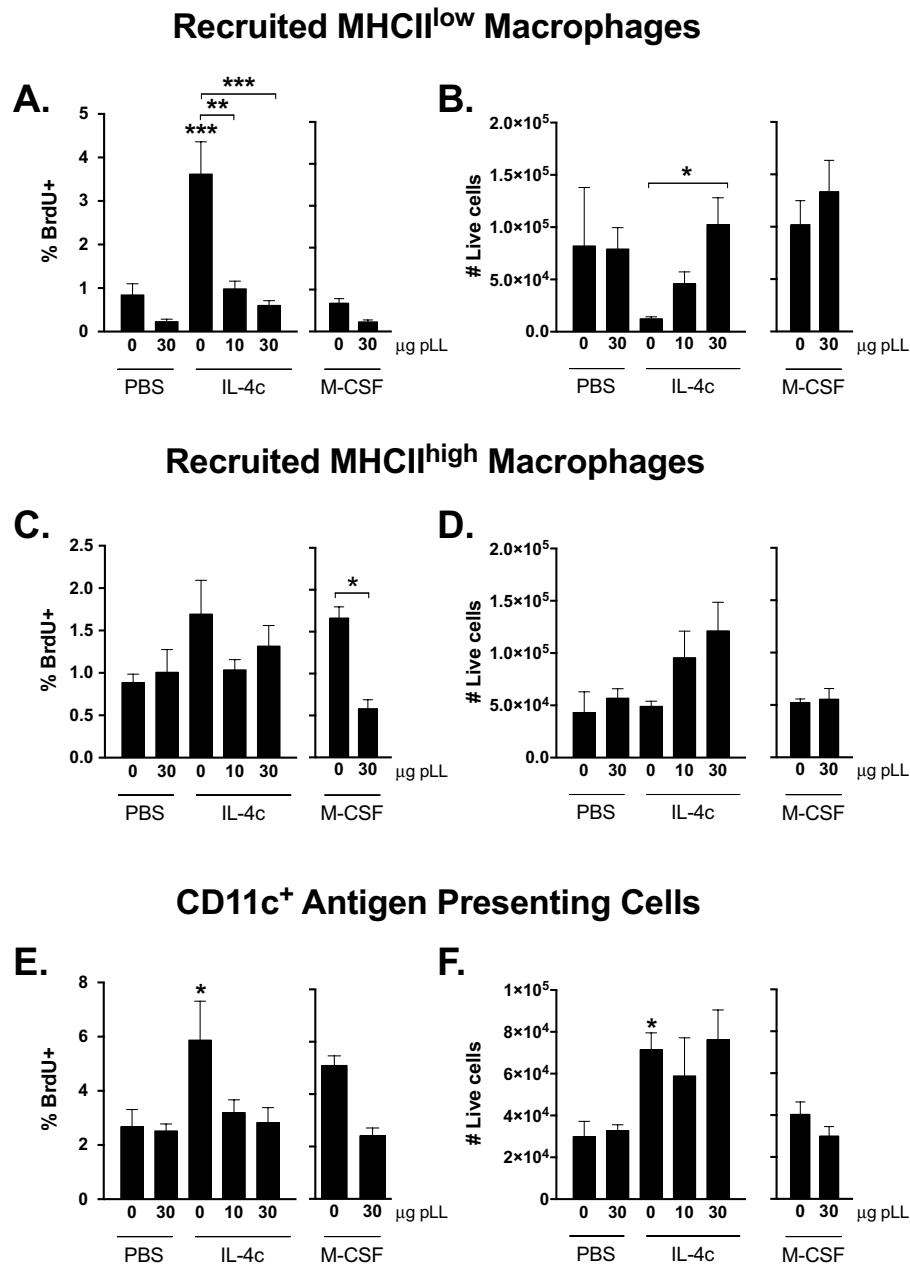 Recruited MHCII^low Macrophages
A.
% BrdU+
5
4
3
2
1
0
***
**
***
0 30 0 10 30 0 30 μg pLL
PBS IL-4c M-CSF
B.
# Live cells
2.0×10^5
1.5×10^5
1.0×10^5
5.0×10^4
0.0
*
0 30 0 10 30 0 30 μg pLL
PBS IL-4c M-CSF
Recruited MHCII^high Macrophages
C.
% BrdU+
2.5
2.0
1.5
1.0
0.5
0.0
*
0 30 0 10 30 0 30 μg pLL
PBS IL-4c M-CSF
D.
# Live cells
2.0×10^5
1.5×10^5
1.0×10^5
5.0×10^4
0.0
0 30 0 10 30 0 30 μg pLL
PBS IL-4c M-CSF
CD11c^+ Antigen Presenting Cells
E.
% BrdU+
8
6
4
2
0
*
0 30 0 10 30 0 30 μg pLL
PBS IL-4c M-CSF
F.
# Live cells
1×10^5
8×10^4
6×10^4
4×10^4
2×10^4
0
*
0 30 0 10 30 0 30 μg pLL
PBS IL-4c M-CSF